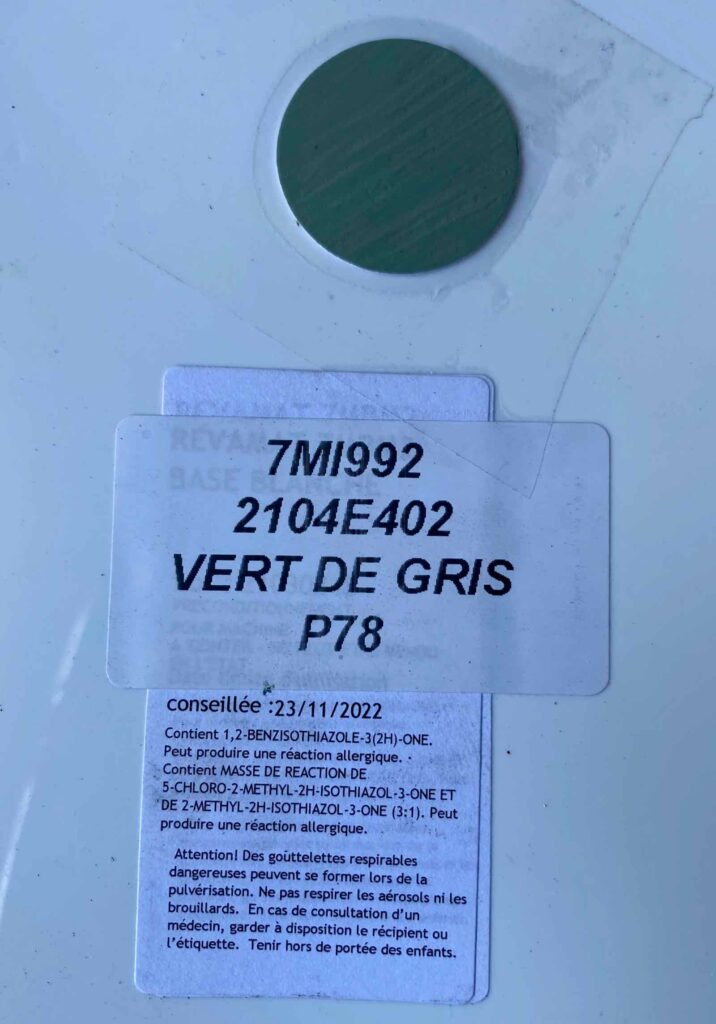 BASE BLANCHE
7MI992
2104E402
VERT DE GRIS
P78
conseillée :23/11/2022
Contient 1,2-BENZISOTHIAZOLE-3(2H)-ONE.
Peut produire une réaction allergique.
Contient MASSE DE REACTION DE
5-CHLORO-2-METHYL-2H-ISOTHIAZOL-3-ONE ET
DE 2-METHYL-2H-ISOTHIAZOL-3-ONE (3:1). Peut
produire une réaction allergique.
Attention! Des gouttelettes respirables
dangereuses peuvent se former lors de la
pulvérisation. Ne pas respirer les aérosols ni les
brouillards. En cas de consultation d'un
médecin, garder à disposition le récipient ou
l'étiquette. Tenir hors de portée des enfants.